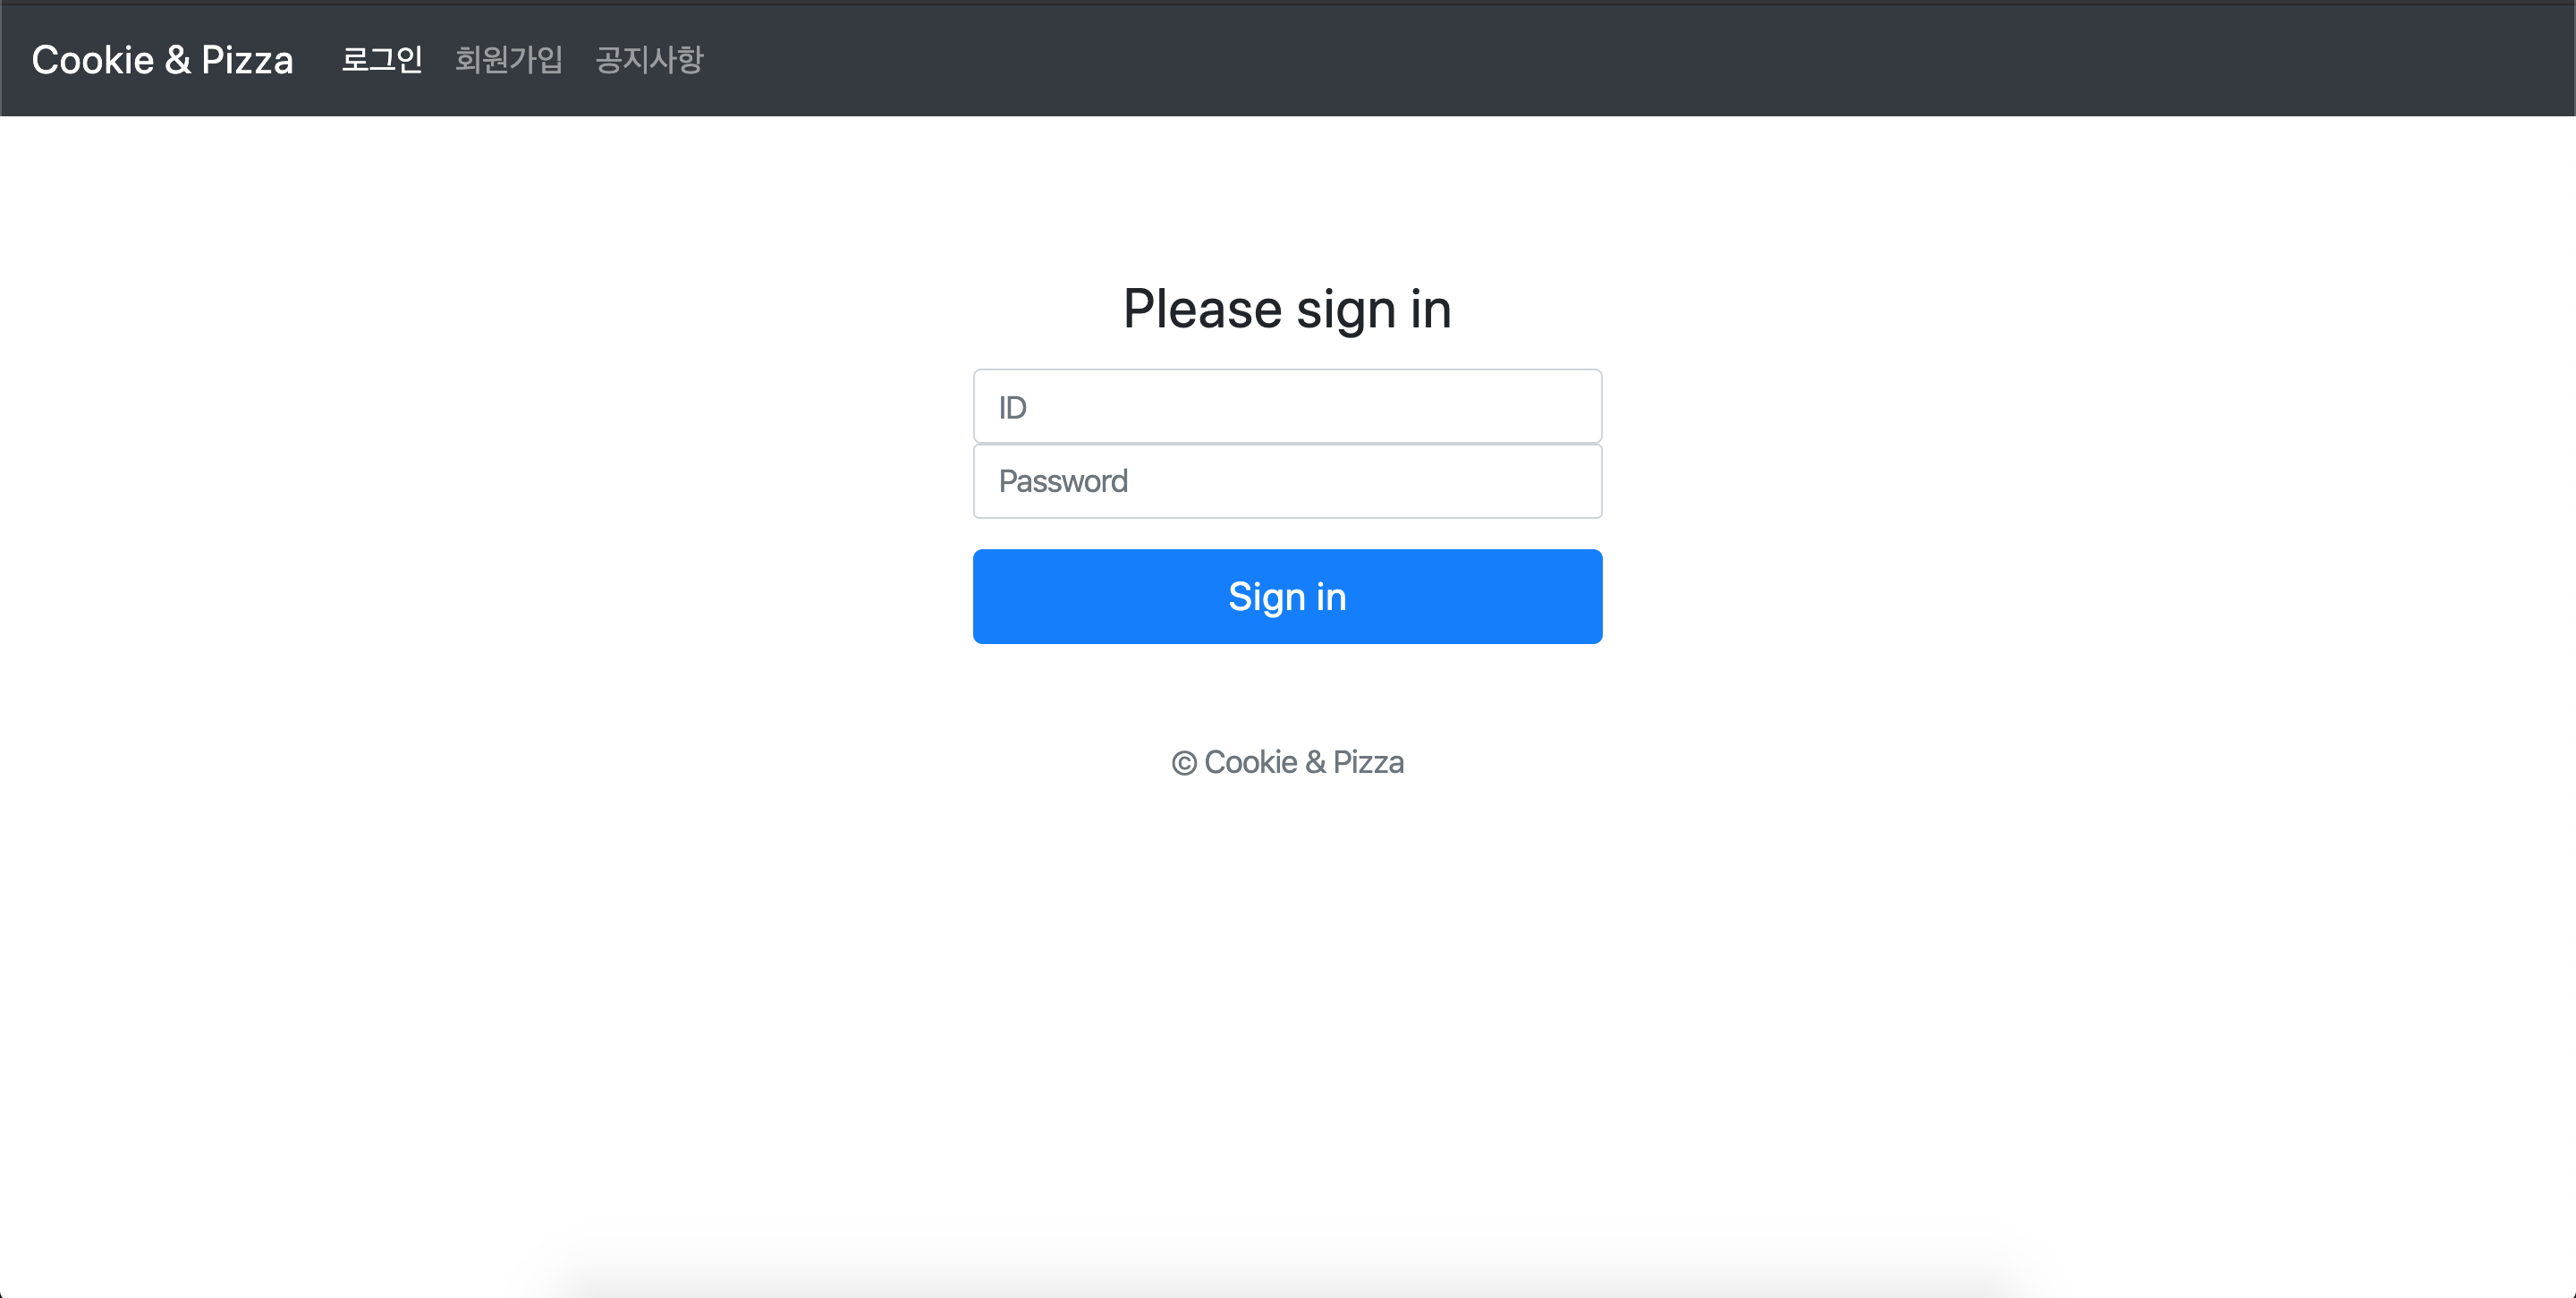 Cookie & Pizza 로그인 회원가입 공지사항
Please sign in
ID
Password
Sign in
© Cookie & Pizza